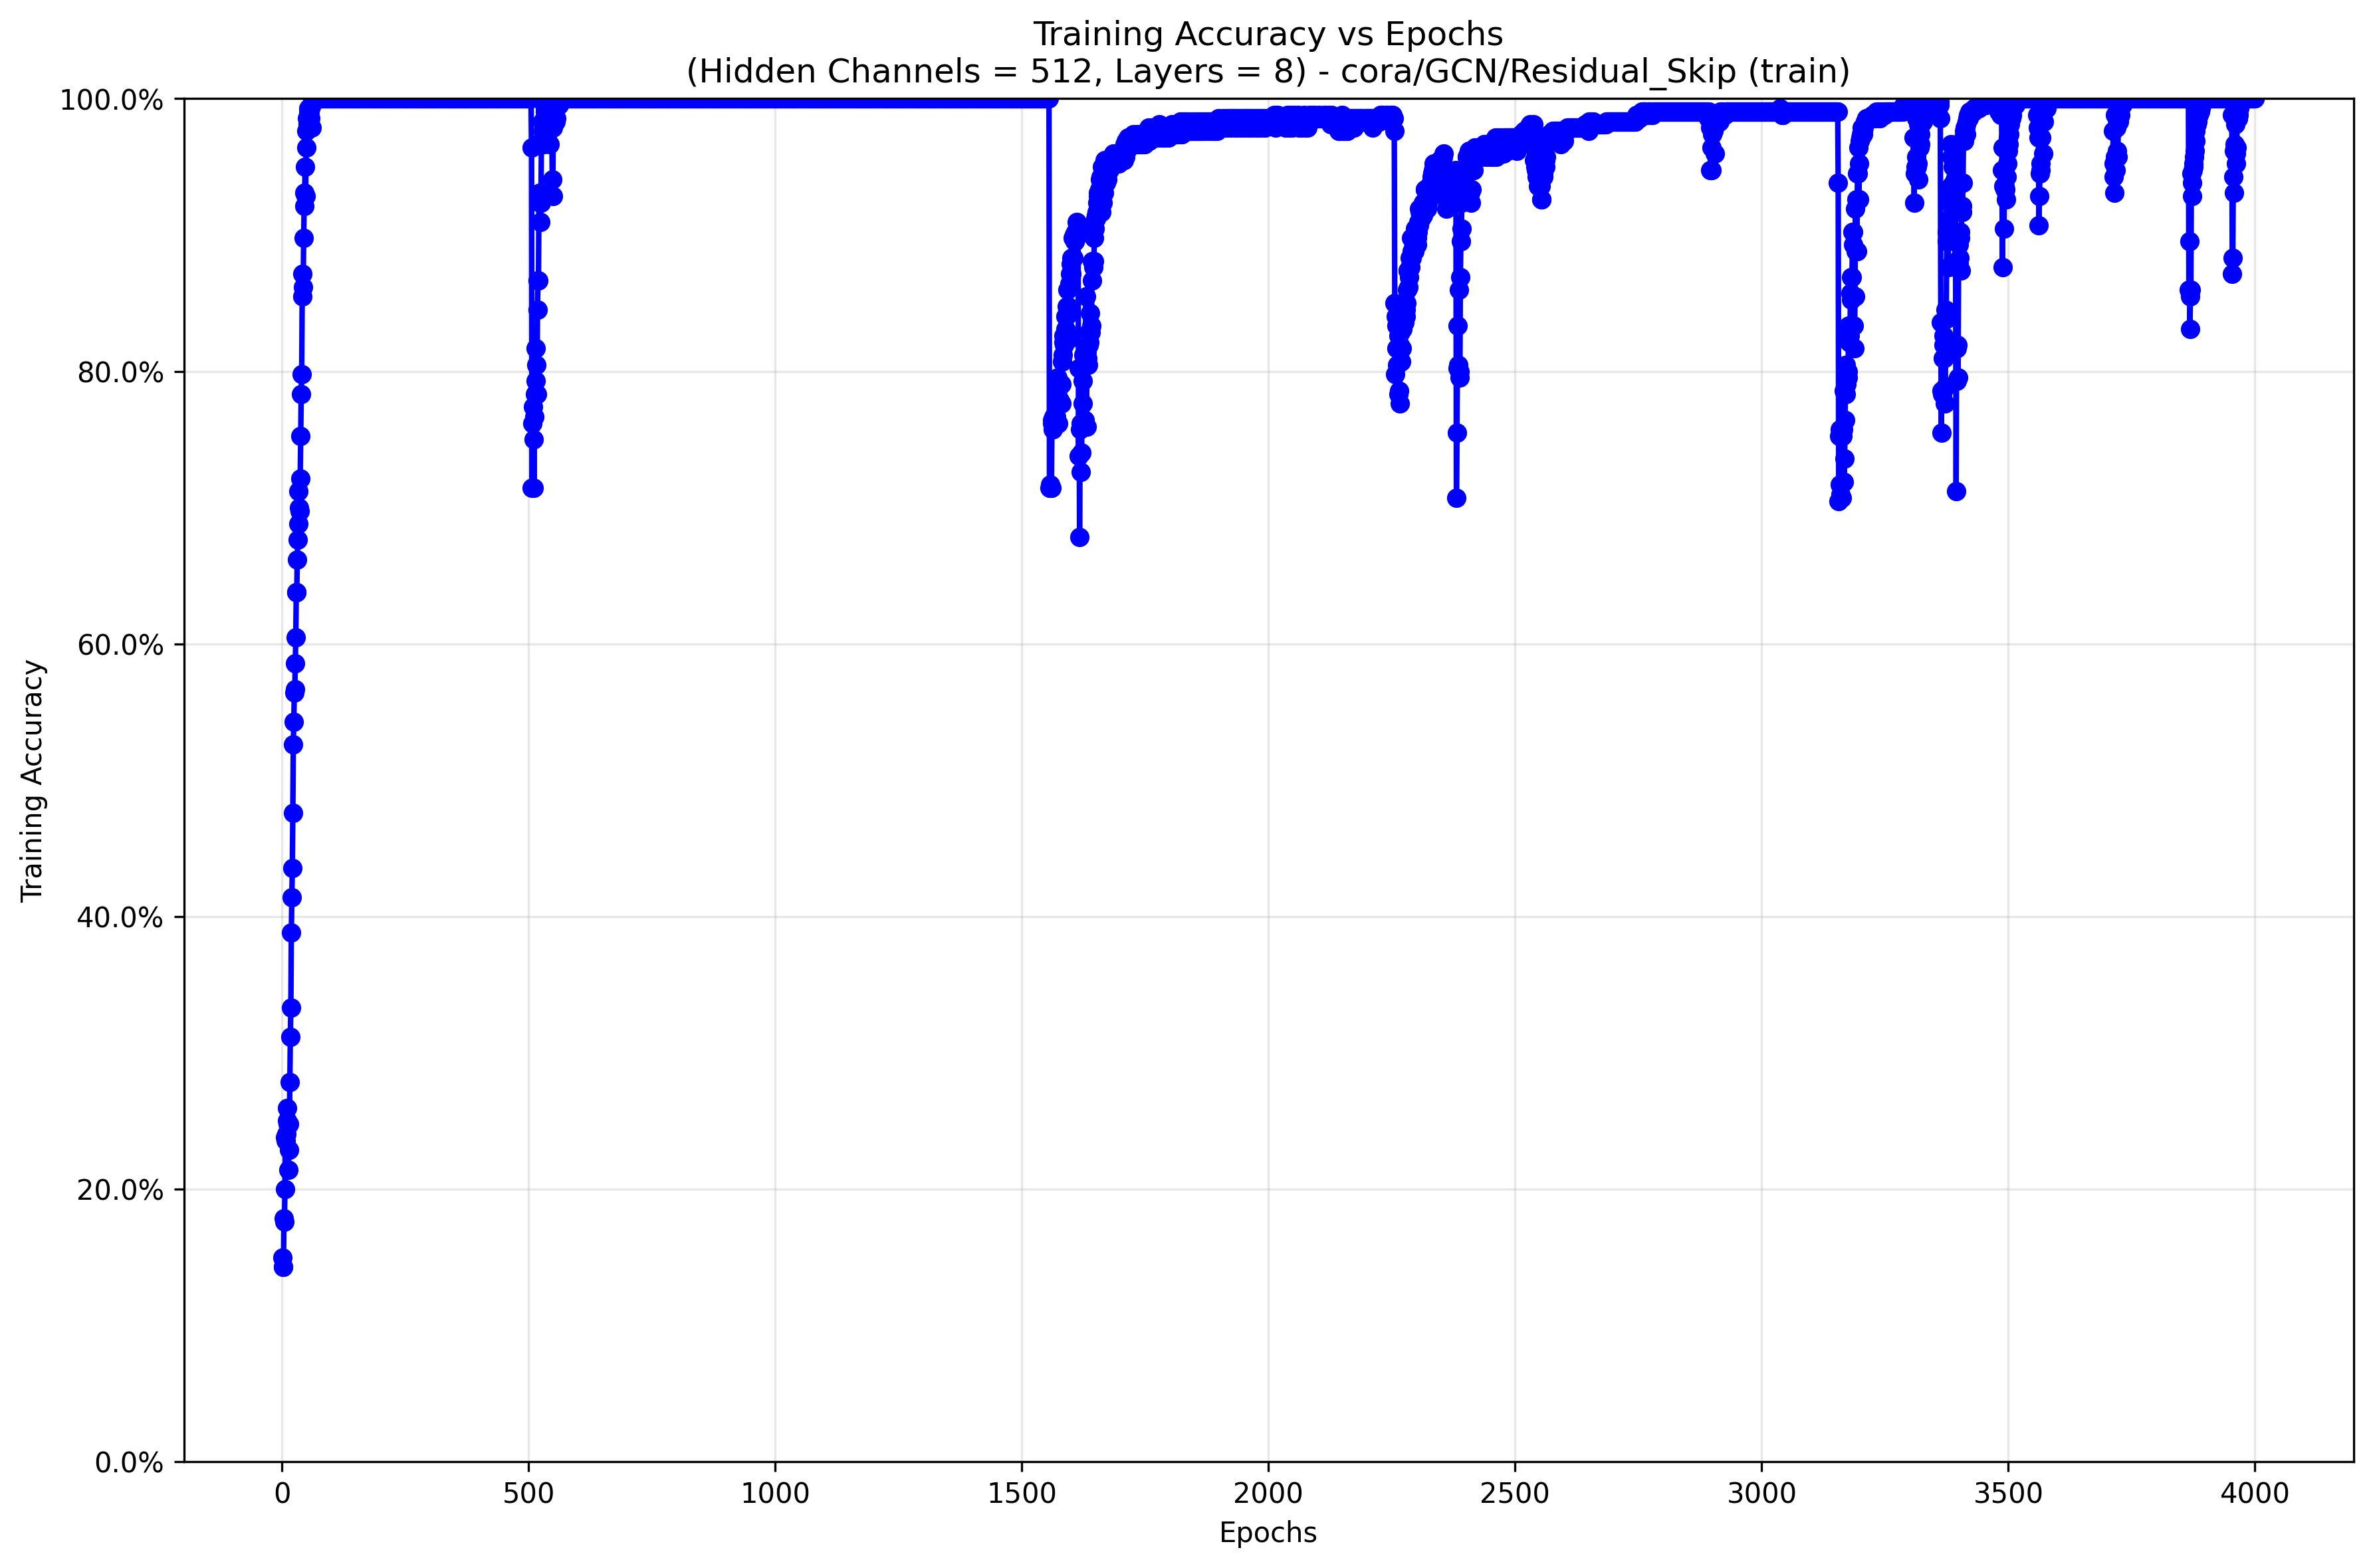 Training Accuracy vs Epochs
(Hidden Channels = 512, Layers = 8) - cora/GCN/Residual_Skip (train)
100.0%
80.0%
60.0%
40.0%
20.0%
0.0%
Training Accuracy
0 500 1000 1500 2000 2500 3000 3500 4000
Epochs